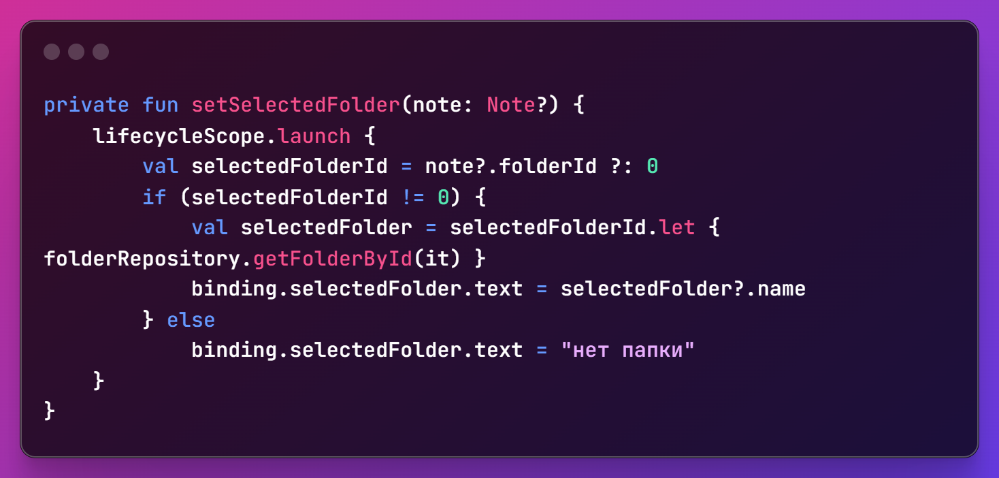 private fun setSelectedFolder(note: Note?) {
    lifecycleScope.launch {
        val selectedFolderId = note?.folderId ?: 0
        if (selectedFolderId != 0) {
            val selectedFolder = selectedFolderId.let {
folderRepository.getFolderById(it) }
            binding.selectedFolder.text = selectedFolder?.name
        } else
            binding.selectedFolder.text = "нет папки"
    }
}